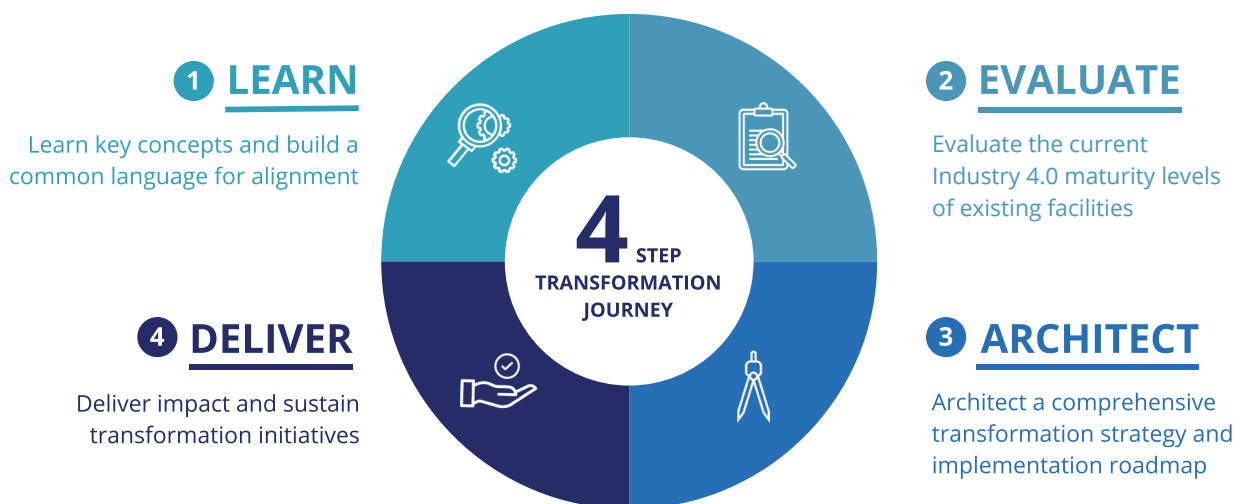 1 LEARN
Learn key concepts and build a
common language for alignment
2 EVALUATE
Evaluate the current
Industry 4.0 maturity levels
of existing facilities
4 STEP
TRANSFORMATION
JOURNEY
3 ARCHITECT
Architect a comprehensive
transformation strategy and
implementation roadmap
4 DELIVER
Deliver impact and sustain
transformation initiatives